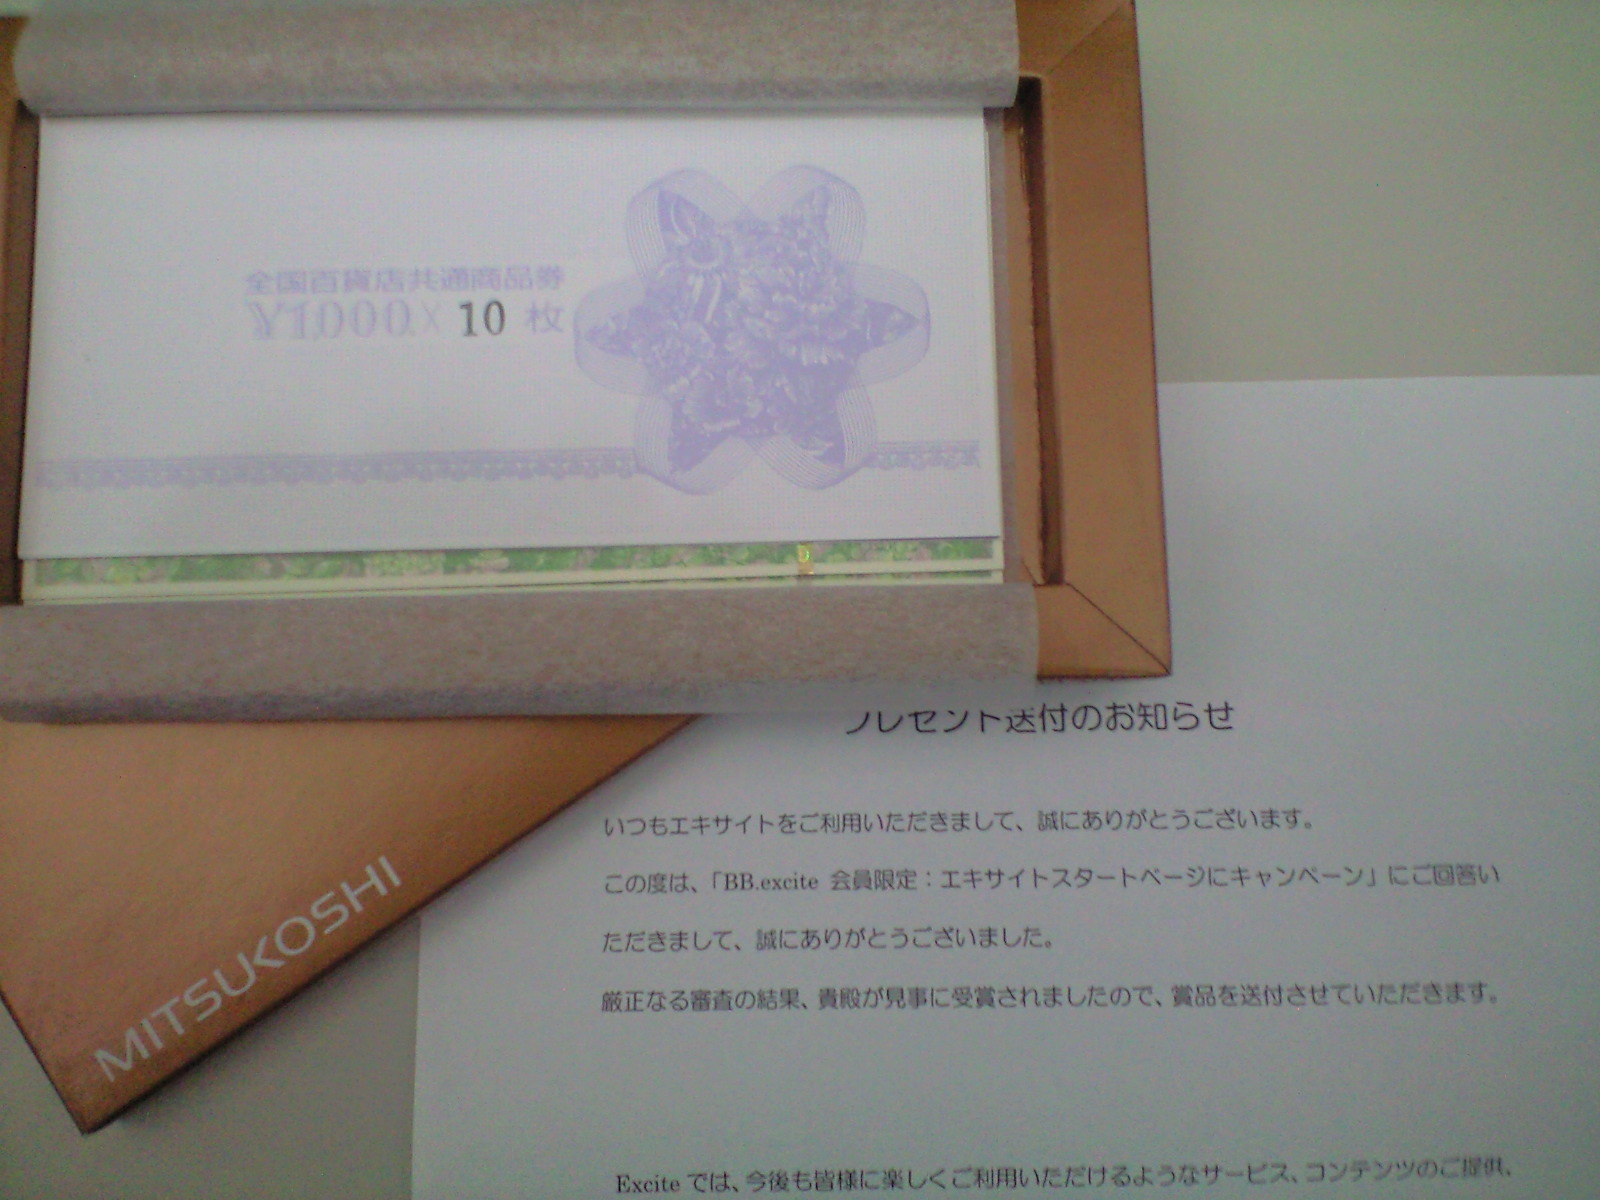 全国百貨店共通商品券
¥1000×10枚
MITSUKOSHI
プレゼント送付のお知らせ
いつもエキサイトをご利用いただきまして、誠にありがとうございます。
この度は、「BB.excite 会員限定:エキサイトスタートページにキャンペーン」にご回答い
ただきまして、誠にありがとうございました。
厳正なる審査の結果、貴殿が見事に受賞されましたので、賞品を送付させていただきます。
Excite では、今後も皆様に楽しくご利用いただけるようなサービス、コンテンツのご提供、